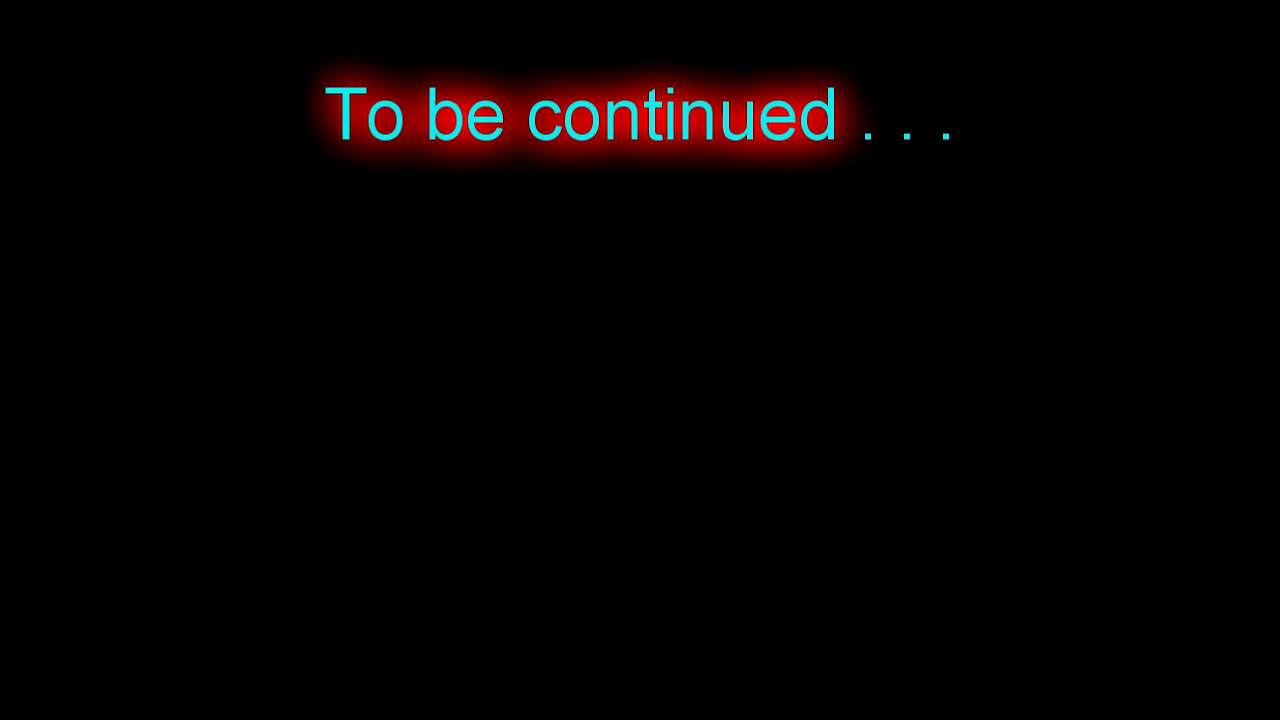 To be continued . . .